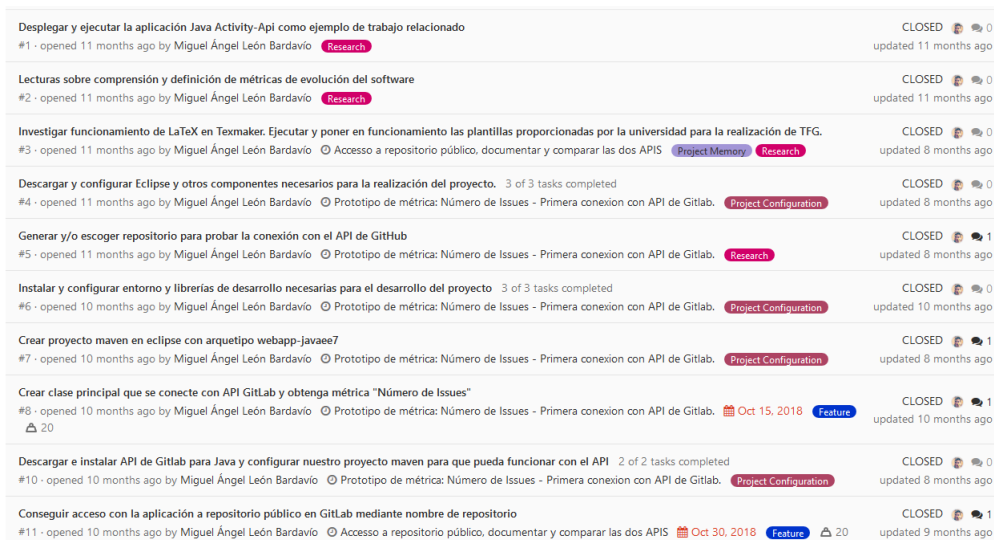 Desplegar y ejecutar la aplicación Java Activity-Api como ejemplo de trabajo relacionado CLOSED 0
#1 · opened 11 months ago by Miguel Ángel León Bardavío Research updated 11 months ago
Lecturas sobre comprensión y definición de métricas de evolución del software CLOSED 0
#2 · opened 11 months ago by Miguel Ángel León Bardavío Research updated 11 months ago
Investigar funcionamiento de LaTeX en Texmaker. Ejecutar y poner en funcionamiento las plantillas proporcionadas por la universidad para la realización de TFG. CLOSED 0
#3 · opened 11 months ago by Miguel Ángel León Bardavío Accesso a repositorio público, documentar y comparar las dos APIS Project Memory Research updated 8 months ago
Descargar y configurar Eclipse y otros componentes necesarios para la realización del proyecto. 3 of 3 tasks completed CLOSED 0
#4 · opened 11 months ago by Miguel Ángel León Bardavío Prototipo de métrica: Número de Issues - Primera conexion con API de Gitlab. Project Configuration updated 8 months ago
Generar y/o escoger repositorio para probar la conexión con el API de GitHub CLOSED 1
#5 · opened 11 months ago by Miguel Ángel León Bardavío Prototipo de métrica: Número de Issues - Primera conexion con API de Gitlab. Research updated 8 months ago
Instalar y configurar entorno y librerías de desarrollo necesarias para el desarrollo del proyecto 3 of 3 tasks completed CLOSED 0
#6 · opened 10 months ago by Miguel Ángel León Bardavío Prototipo de métrica: Número de Issues - Primera conexion con API de Gitlab. Project Configuration updated 10 months ago
Crear proyecto maven en eclipse con arquetipo webapp-javaee7 CLOSED 1
#7 · opened 10 months ago by Miguel Ángel León Bardavío Prototipo de métrica: Número de Issues - Primera conexion con API de Gitlab. Project Configuration updated 8 months ago
Crear clase principal que se conecte con API GitLab y obtenga métrica "Número de Issues" CLOSED 1
#8 · opened 10 months ago by Miguel Ángel León Bardavío Prototipo de métrica: Número de Issues - Primera conexion con API de Gitlab. Oct 15, 2018 Feature updated 10 months ago
20
Descargar e instalar API de Gitlab para Java y configurar nuestro proyecto maven para que pueda funcionar con el API 2 of 2 tasks completed CLOSED 0
#10 · opened 10 months ago by Miguel Ángel León Bardavío Prototipo de métrica: Número de Issues - Primera conexion con API de Gitlab. Project Configuration updated 8 months ago
Conseguir acceso con la aplicación a repositorio público en GitLab mediante nombre de repositorio CLOSED 1
#11 · opened 10 months ago by Miguel Ángel León Bardavío Accesso a repositorio público, documentar y comparar las dos APIS Oct 30, 2018 Feature 20 updated 9 months ago